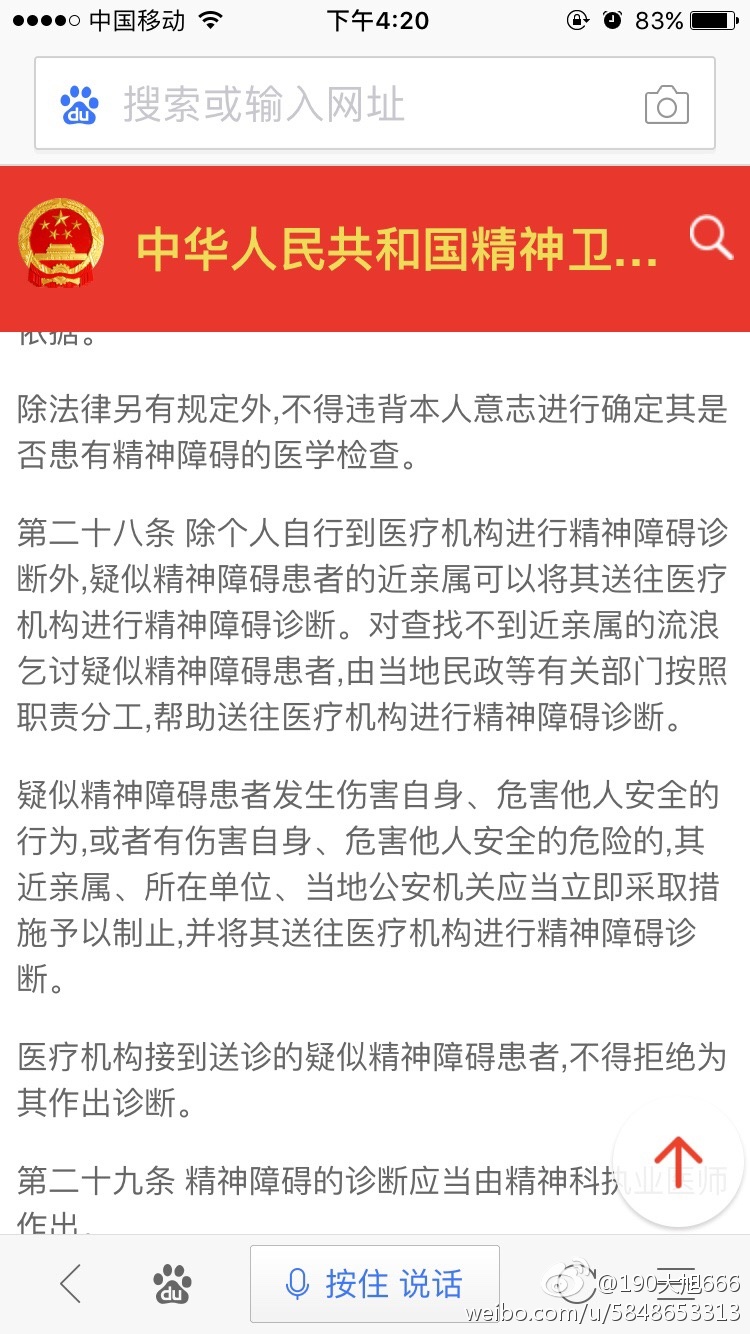 中国移动
下午4:20
83%
du 搜索或输入网址
中华人民共和国精神卫...
依据。
除法律另有规定外,不得违背本人意志进行确定其是
否患有精神障碍的医学检查。
第二十八条 除个人自行到医疗机构进行精神障碍诊
断外,疑似精神障碍患者的近亲属可以将其送往医疗
机构进行精神障碍诊断。对查找不到近亲属的流浪
乞讨疑似精神障碍患者,由当地民政等有关部门按照
职责分工,帮助送往医疗机构进行精神障碍诊断。
疑似精神障碍患者发生伤害自身、危害他人安全的
行为,或者有伤害自身、危害他人安全的危险的,其
近亲属、所在单位、当地公安机关应当立即采取措
施予以制止,并将其送往医疗机构进行精神障碍诊
断。
医疗机构接到送诊的疑似精神障碍患者,不得拒绝为
其作出诊断。
第二十九条 精神障碍的诊断应当由精神科执业医师
作出。
du 按住 说话
@190大旭666
weibo.com/u/5848653313